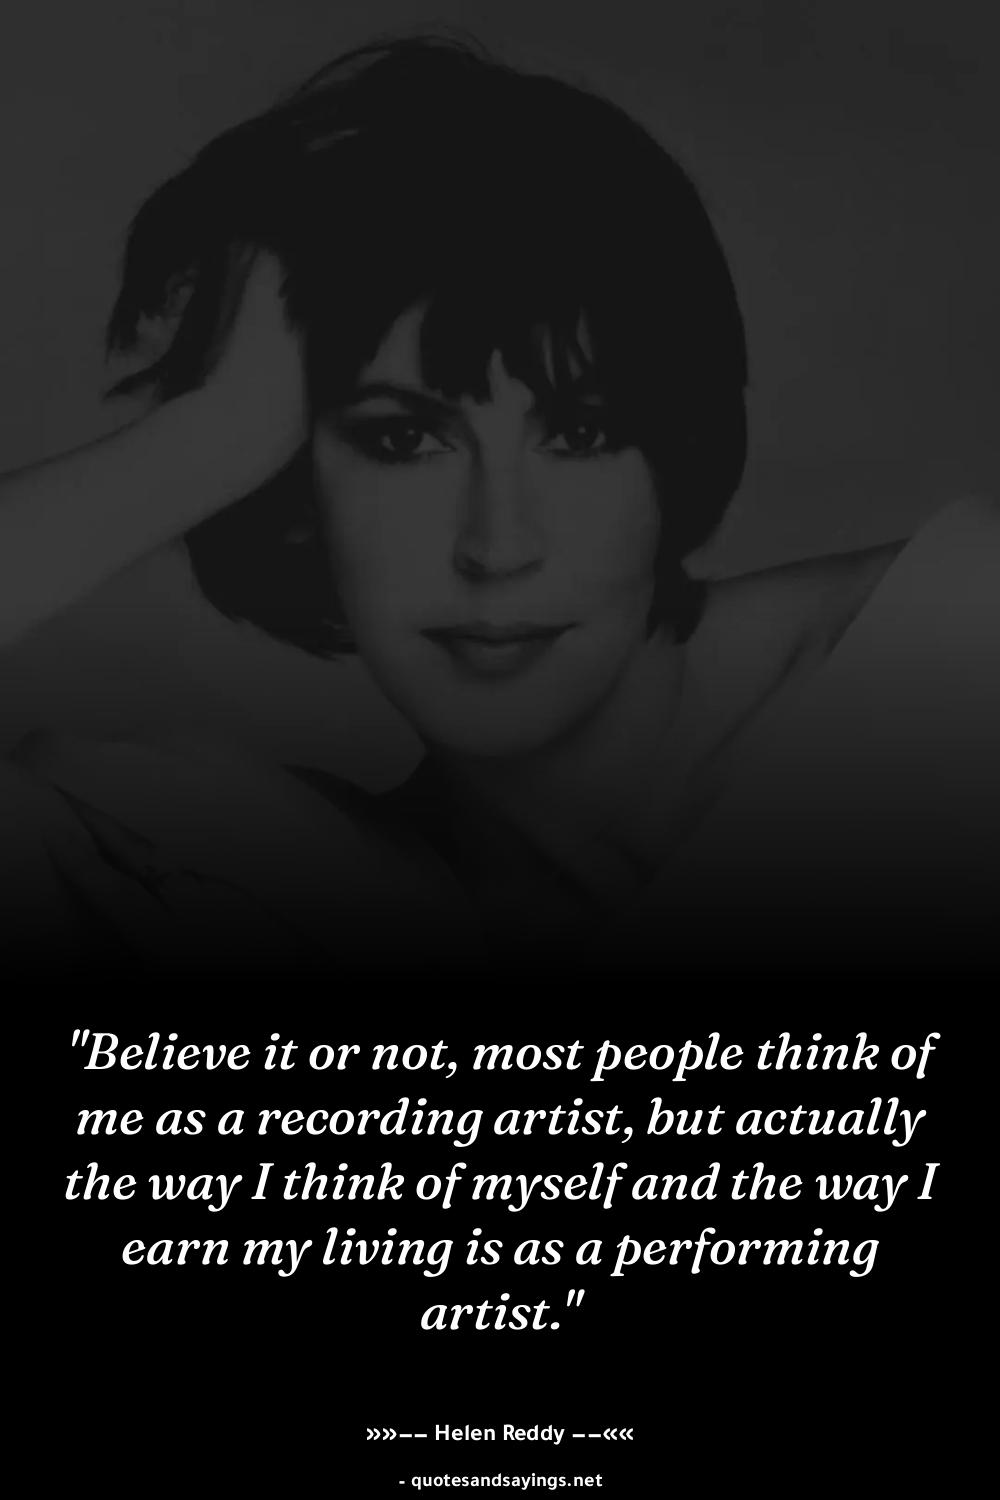 "Believe it or not, most people think of
me as a recording artist, but actually
the way I think of myself and the way I
earn my living is as a performing
artist."
»»–– Helen Reddy ––««
- quotesandsayings.net